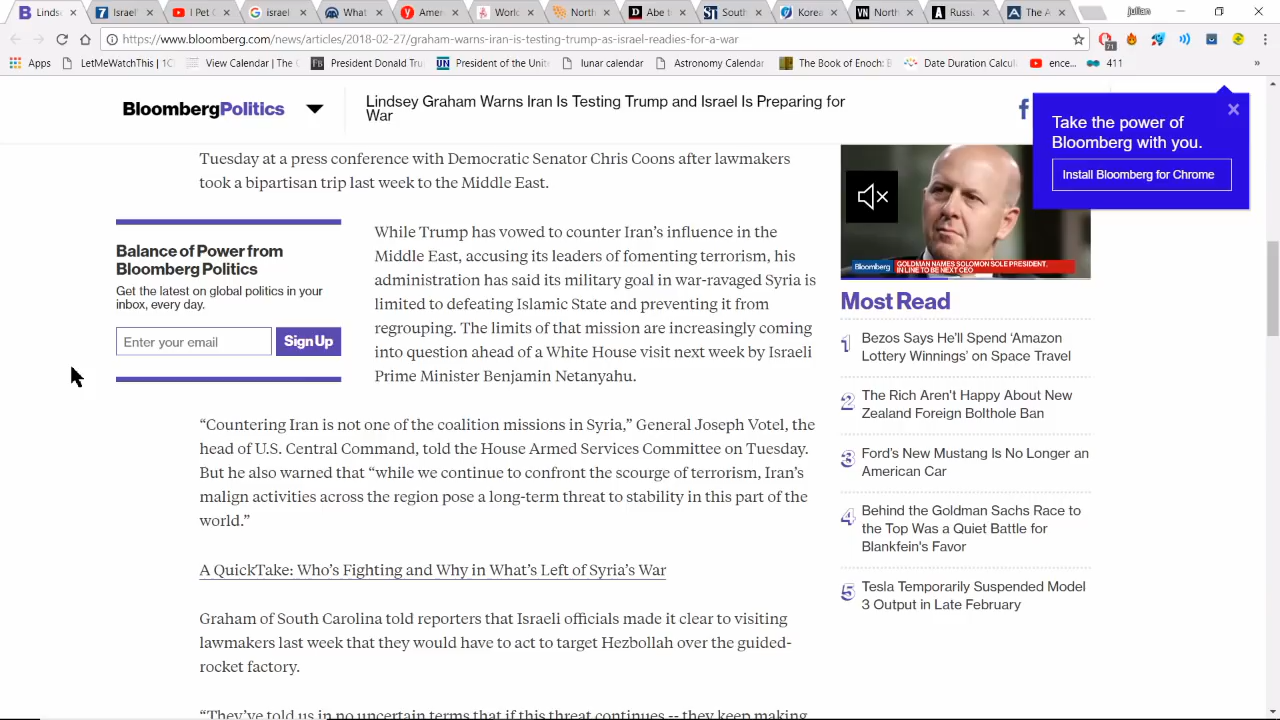 Linds
Israel
I Pet C
israel
What
Amer
World
North
Abe t
South
Korea
North
Russi
The A
julian
https://www.bloomberg.com/news/articles/2018-02-27/graham-warns-iran-is-testing-trump-as-israel-readies-for-a-war
71
Apps
LetMeWatchThis | 1C
View Calendar | The C
President Donald Tru
President of the Unite
lunar calendar
Astronomy Calendar
The Book of Enoch: B
Date Duration Calcu
ence...
411
»
BloombergPolitics
Lindsey Graham Warns Iran Is Testing Trump and Israel Is Preparing for
War
Take the power of
Bloomberg with you.
Install Bloomberg for Chrome
Tuesday at a press conference with Democratic Senator Chris Coons after lawmakers
took a bipartisan trip last week to the Middle East.
Balance of Power from
Bloomberg Politics
Get the latest on global politics in your
inbox, every day.
Enter your email
Sign Up
While Trump has vowed to counter Iran’s influence in the
Middle East, accusing its leaders of fomenting terrorism, his
administration has said its military goal in war-ravaged Syria is
limited to defeating Islamic State and preventing it from
regrouping. The limits of that mission are increasingly coming
into question ahead of a White House visit next week by Israeli
Prime Minister Benjamin Netanyahu.
“Countering Iran is not one of the coalition missions in Syria,” General Joseph Votel, the
head of U.S. Central Command, told the House Armed Services Committee on Tuesday.
But he also warned that “while we continue to confront the scourge of terrorism, Iran’s
malign activities across the region pose a long-term threat to stability in this part of the
world.”
A QuickTake: Who’s Fighting and Why in What’s Left of Syria’s War
Graham of South Carolina told reporters that Israeli officials made it clear to visiting
lawmakers last week that they would have to act to target Hezbollah over the guided-
rocket factory.
“They’ve told us in no uncertain terms that if this threat continues -- they keep making
Bloomberg
GOLDMAN NAMES SOLOMON SOLE PRESIDENT,
IN LINE TO BE NEXT CEO
Most Read
1 Bezos Says He’ll Spend ‘Amazon
Lottery Winnings’ on Space Travel
2 The Rich Aren't Happy About New
Zealand Foreign Bolthole Ban
3 Ford’s New Mustang Is No Longer an
American Car
4 Behind the Goldman Sachs Race to
the Top Was a Quiet Battle for
Blankfein's Favor
5 Tesla Temporarily Suspended Model
3 Output in Late February